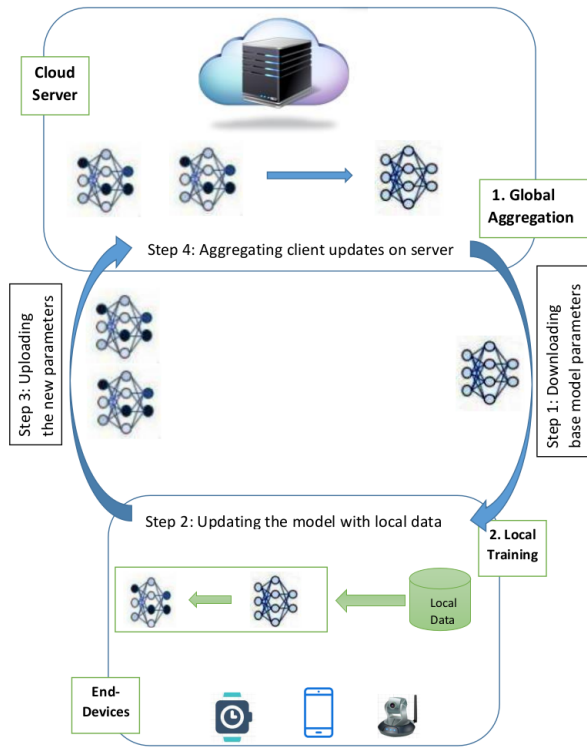 Cloud
Server
1. Global
Aggregation
Step 4: Aggregating client updates on server
Step 3: Uploading
the new parameters
Step 1: Downloading
base model parameters
Step 2: Updating the model with local data
2. Local
Training
Local
Data
End-
Devices